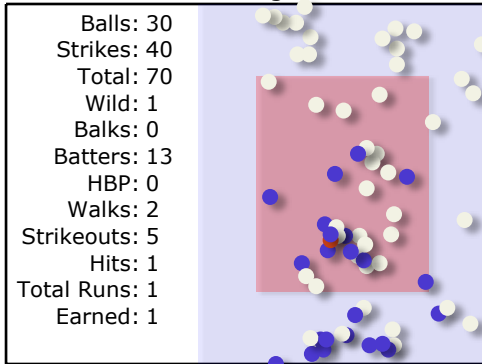 Balls: 30
Strikes: 40
Total: 70
Wild: 1
Balks: 0
Batters: 13
HBP: 0
Walks: 2
Strikeouts: 5
Hits: 1
Total Runs: 1
Earned: 1